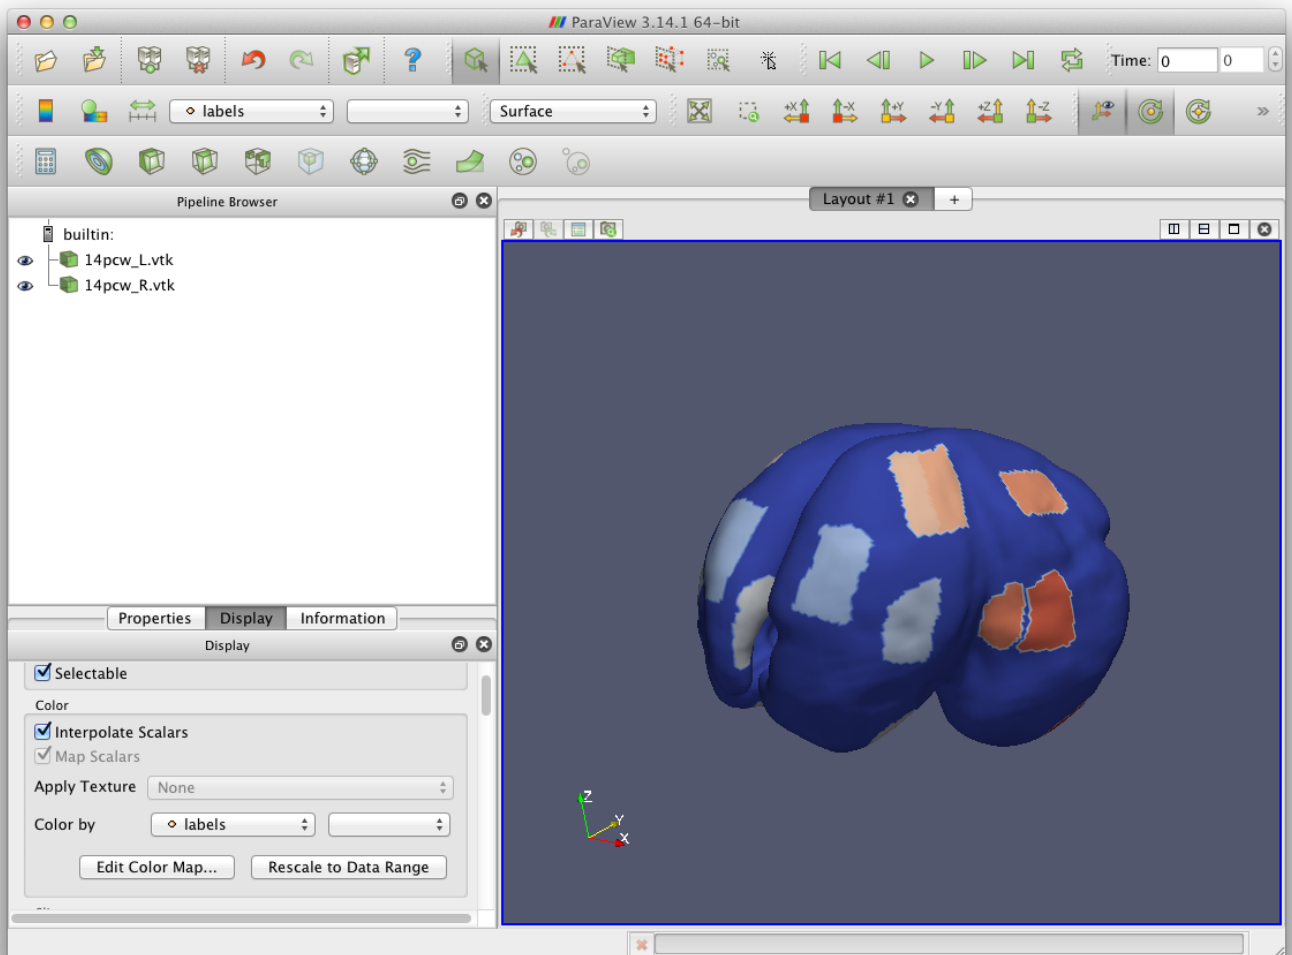 ParaView 3.14.1 64-bit
?
Time: 0 0
labels
Surface
+X -X +Y -Y +Z -Z
»
Pipeline Browser
Layout #1 +
builtin:
14pcw_L.vtk
14pcw_R.vtk
Properties Display Information
Display
Selectable
Color
Interpolate Scalars
Map Scalars
Apply Texture None
Color by labels
Edit Color Map... Rescale to Data Range
Z
Y
X